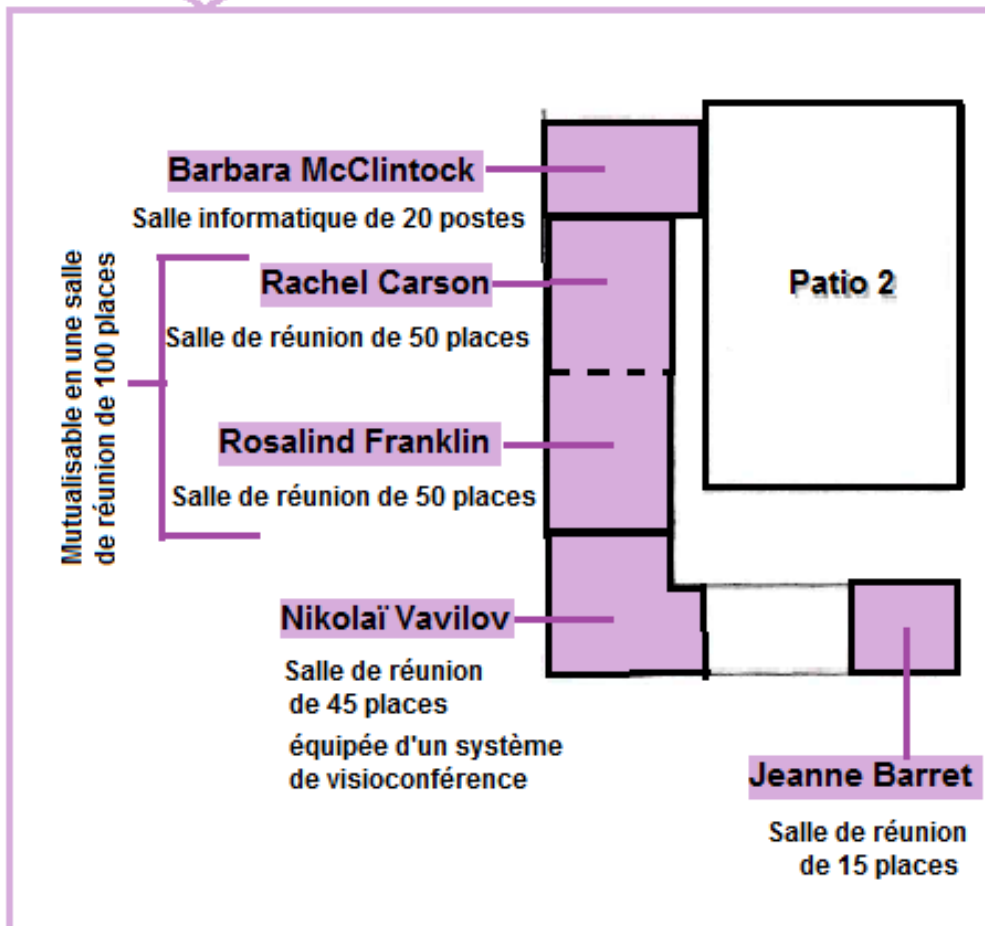 Barbara McClintock
Salle informatique de 20 postes
Mutualisable en une salle
de réunion de 100 places
Rachel Carson
Salle de réunion de 50 places
Patio 2
Rosalind Franklin
Salle de réunion de 50 places
Nikolaï Vavilov
Salle de réunion
de 45 places
équipée d'un système
de visioconférence
Jeanne Barret
Salle de réunion
de 15 places